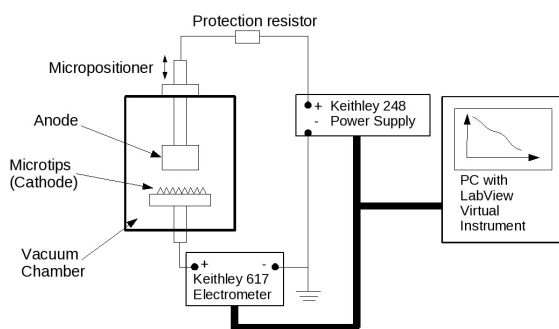 Protection resistor
Micropositioner
Anode
Microtips
(Cathode)
Vacuum
Chamber
+ Keithley 248
- Power Supply
+ -
Keithley 617
Electrometer
PC with
LabView
Virtual
Instrument